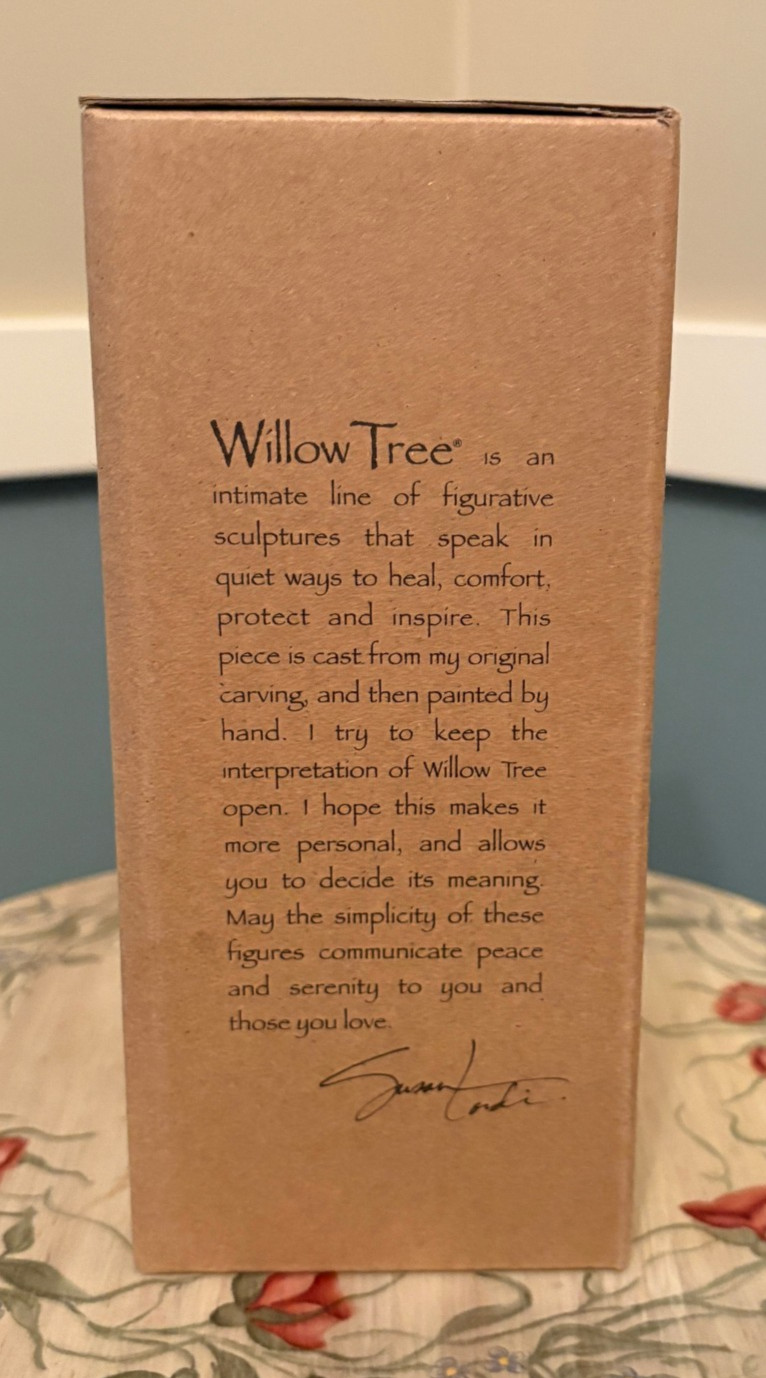 Willow Tree® is an
intimate line of figurative
sculptures that speak in
quiet ways to heal, comfort,
protect and inspire. This
piece is cast from my original
carving, and then painted by
hand. I try to keep the
interpretation of Willow Tree
open. I hope this makes it
more personal, and allows
you to decide its meaning.
May the simplicity of these
figures communicate peace
and serenity to you and
those you love.
Susan Lordi